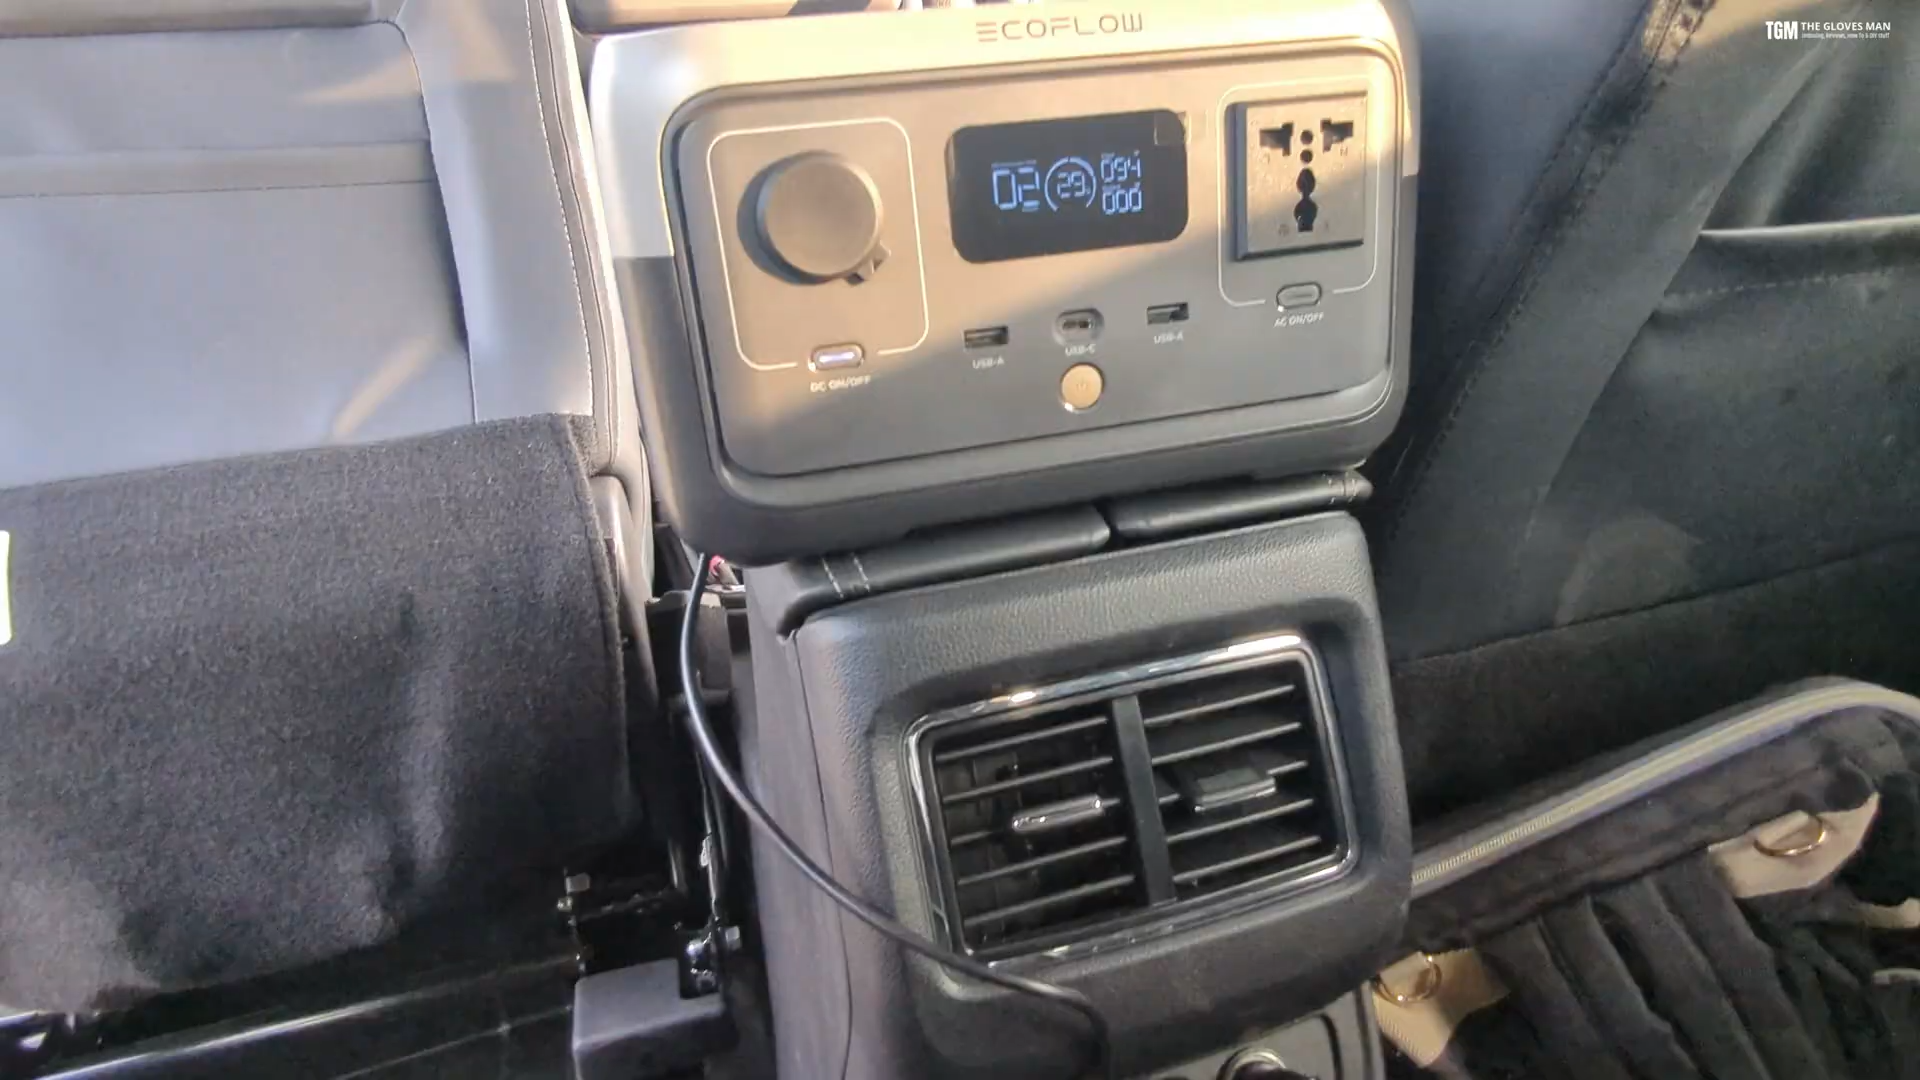 ECOFLOW
TGM THE GLOVES MAN
02 29 094
000
USB-A
USB-C
USB-A
AC ON/OFF
DC ON/OFF